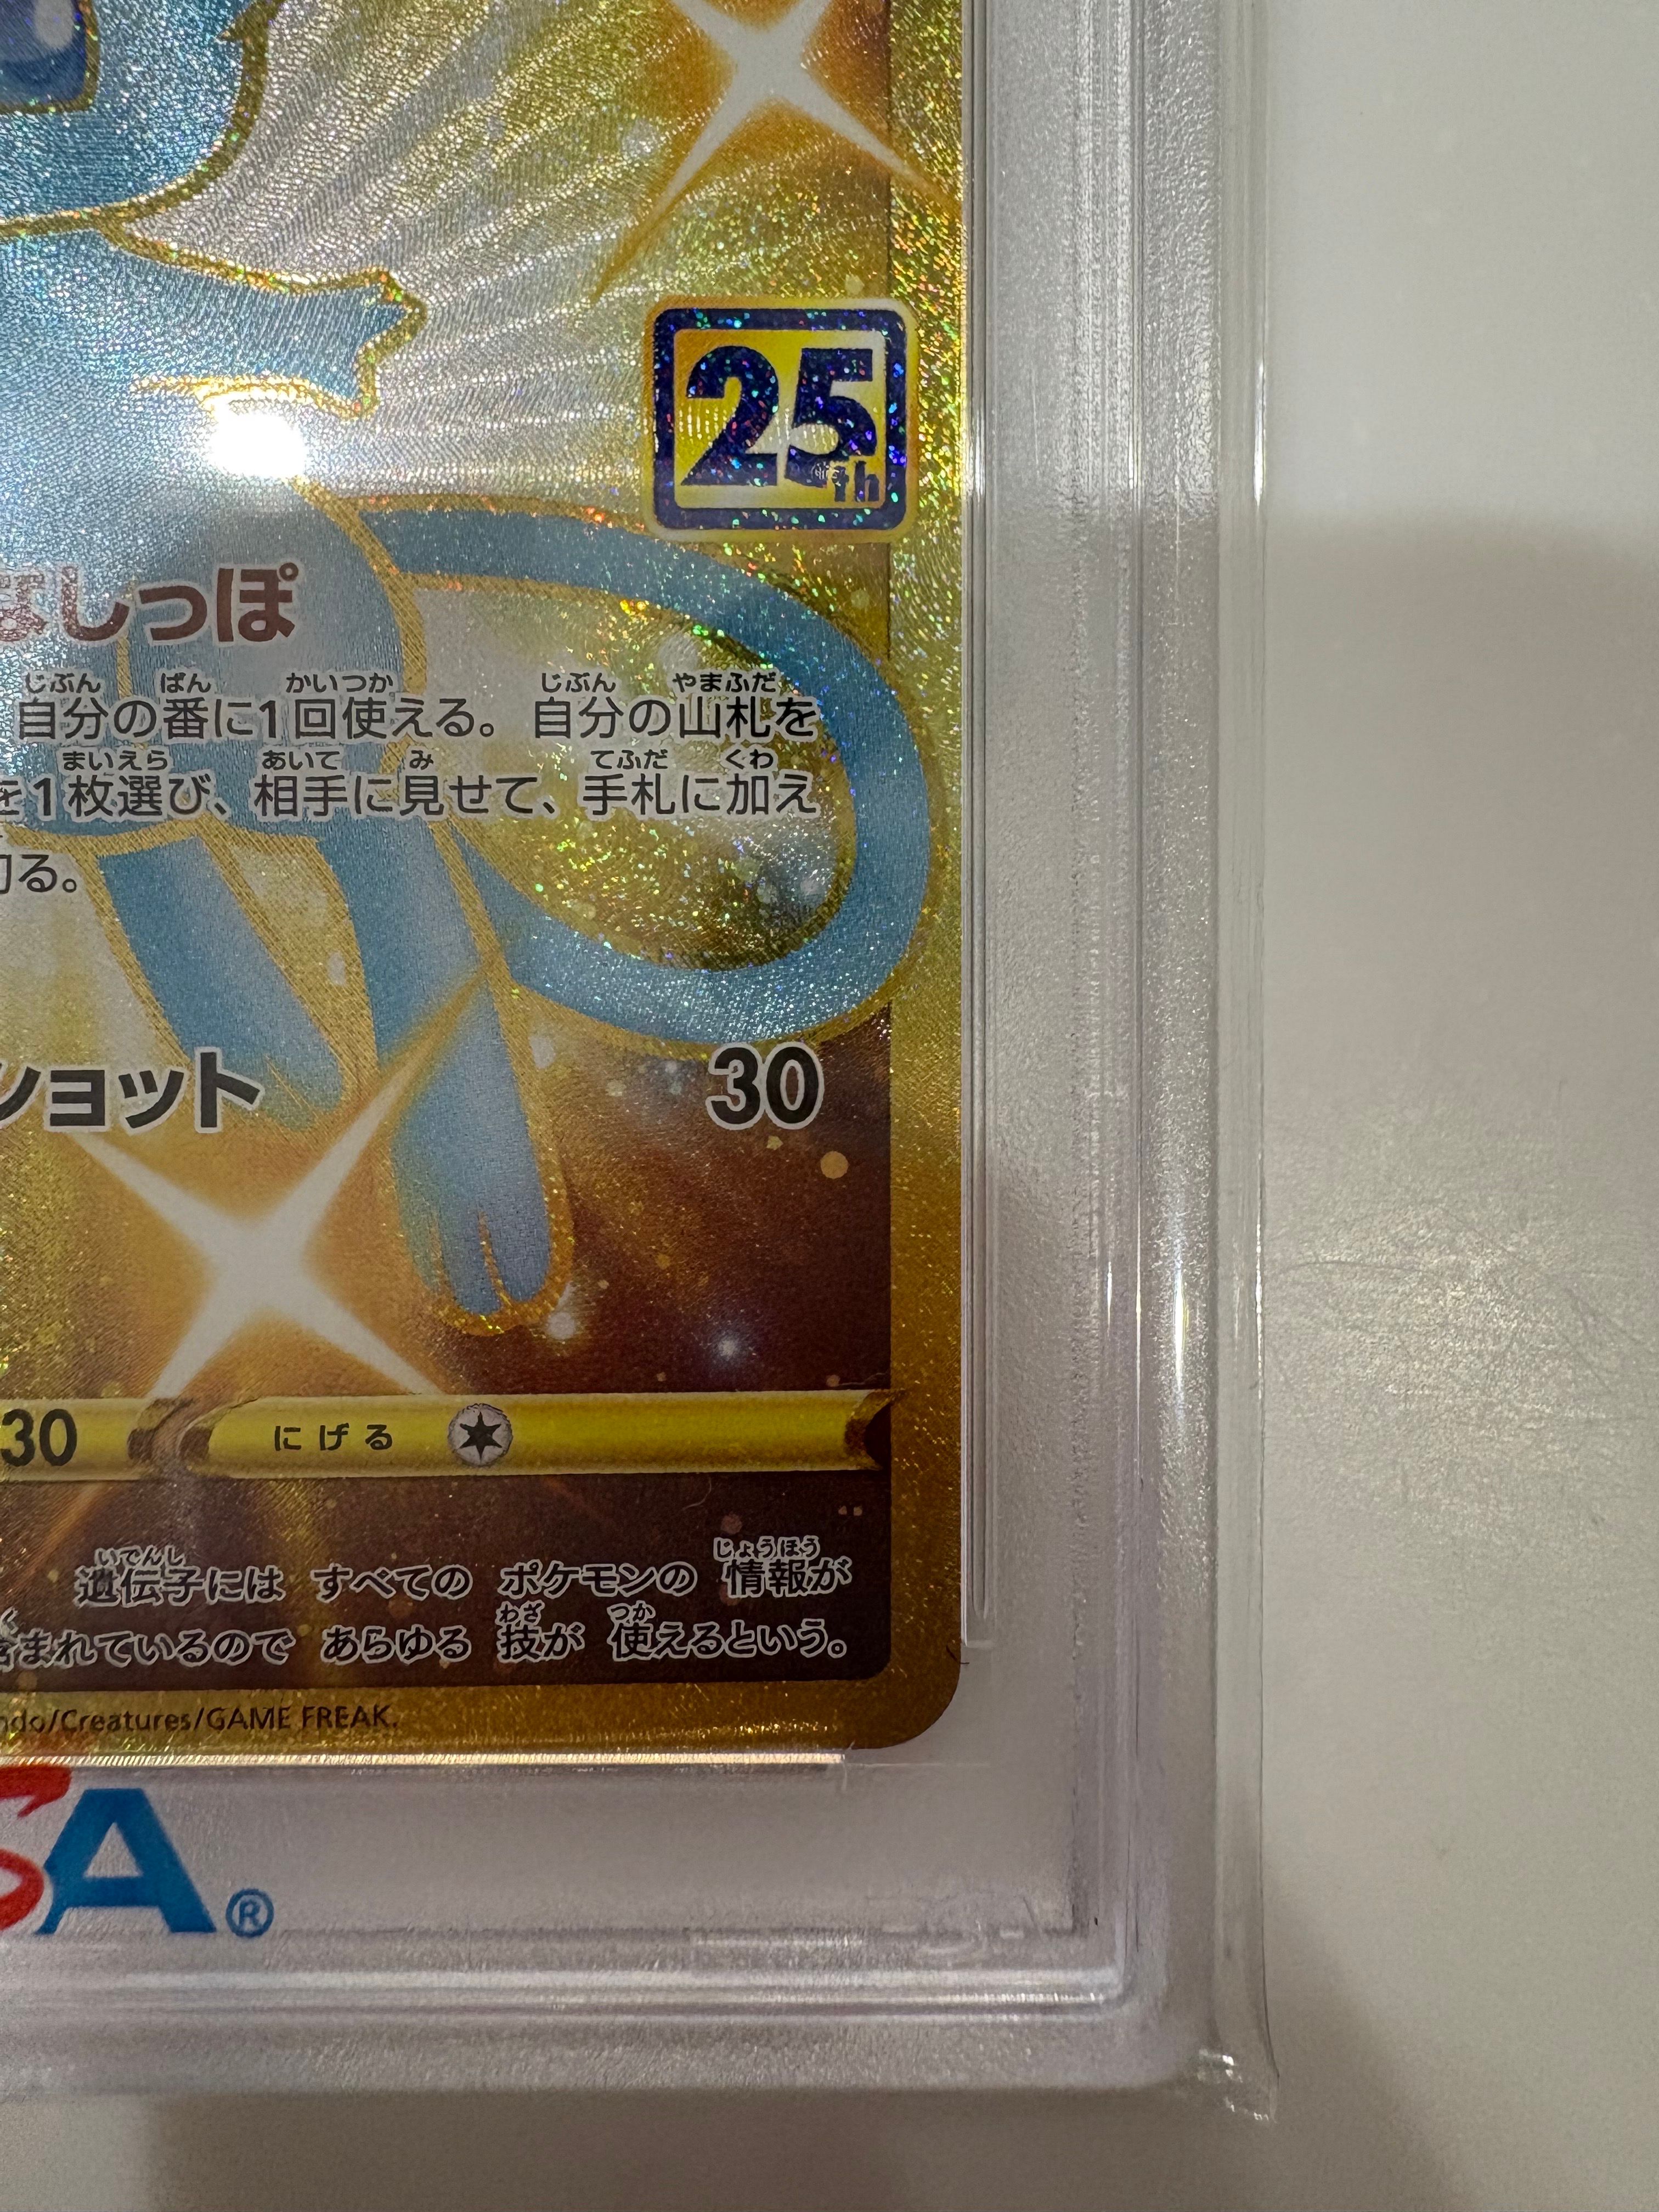 25th
なしっぽ
じぶん ばん かいつか じぶん やまふだ
自分の番に1回使える。自分の山札を
まいえら あいて み てふだ くわ
を1枚選び、相手に見せて、手札に加え
切る。
ショット 30
30 にげる
いでんし じょうほう
遺伝子には すべての ポケモンの 情報が
わざ つか
含まれているので あらゆる 技が 使えるという。
ndo/Creatures/GAME FREAK.
SA®